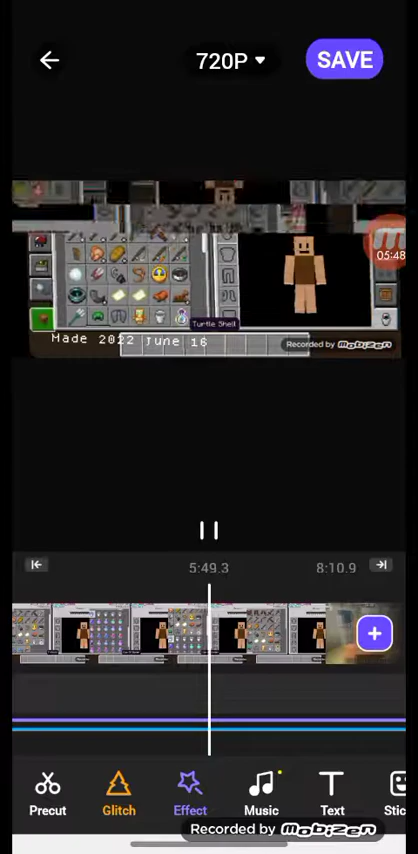 720P
SAVE
05:48
Turtle Shell
Made 2022 June 16
Recorded by mobizen
5:49.3
8:10.9
Precut
Glitch
Effect
Music
Text
Stic
Recorded by mobizen